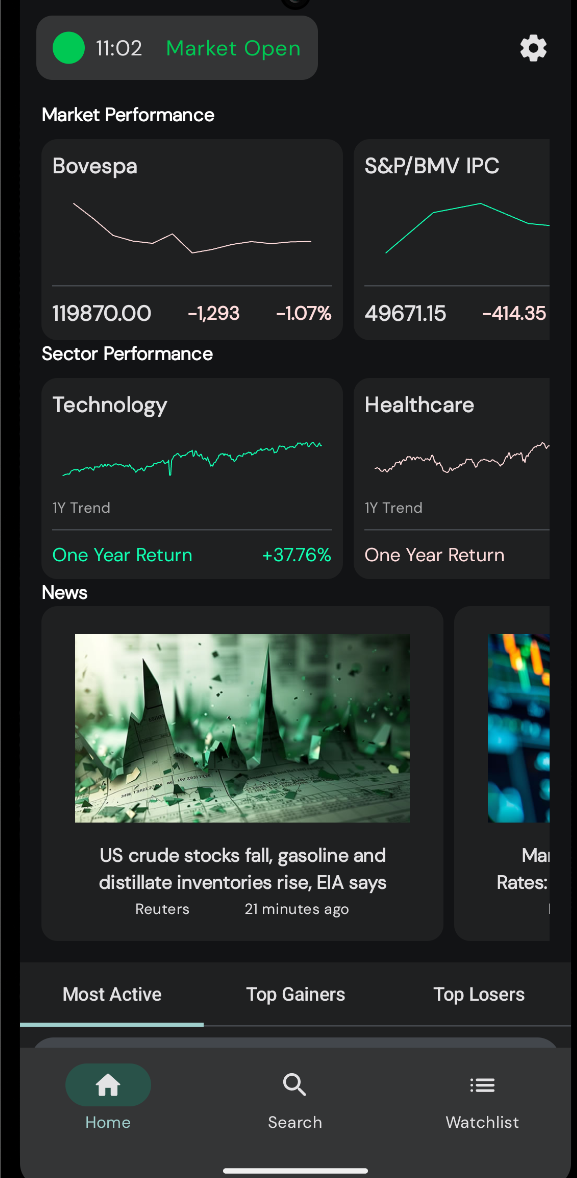 11:02 Market Open
Market Performance
Bovespa
119870.00 -1,293 -1.07%
S&P/BMV IPC
49671.15 -414.35
Sector Performance
Technology
1Y Trend
One Year Return +37.76%
Healthcare
1Y Trend
One Year Return
News
US crude stocks fall, gasoline and
distillate inventories rise, EIA says
Reuters 21 minutes ago
Rates:
Most Active Top Gainers Top Losers
Home Search Watchlist